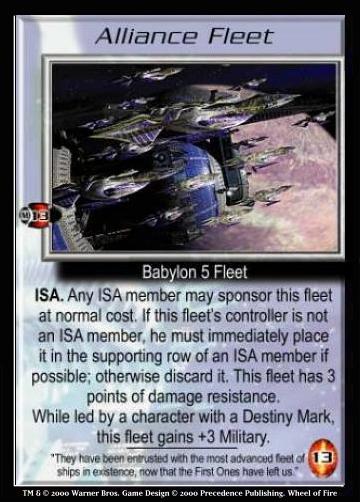 Alliance Fleet
M 13
Babylon 5 Fleet
ISA. Any ISA member may sponsor this fleet
at normal cost. If this fleet's controller is not
an ISA member, he must immediately place
it in the supporting row of an ISA member if
possible; otherwise discard it. This fleet has 3
points of damage resistance.
While led by a character with a Destiny Mark,
this fleet gains +3 Military.
13
"They have been entrusted with the most advanced fleet of
ships in existence, now that the First Ones have left us."
TM & © 2000 Warner Bros. Game Design © 2000 Precedence Publishing. Wheel of Fire